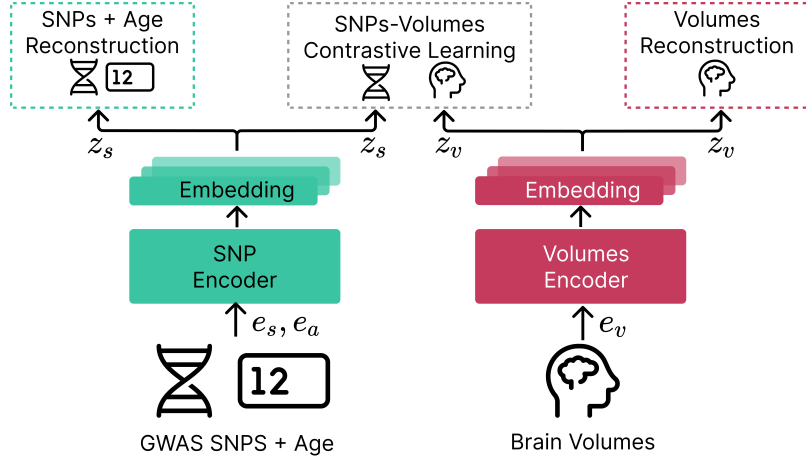 SNPs + Age
Reconstruction
12
SNPs-Volumes
Contrastive Learning
Volumes
Reconstruction
z_s
z_s
z_v
z_v
Embedding
Embedding
SNP
Encoder
Volumes
Encoder
e_s, e_a
e_v
12
GWAS SNPS + Age
Brain Volumes